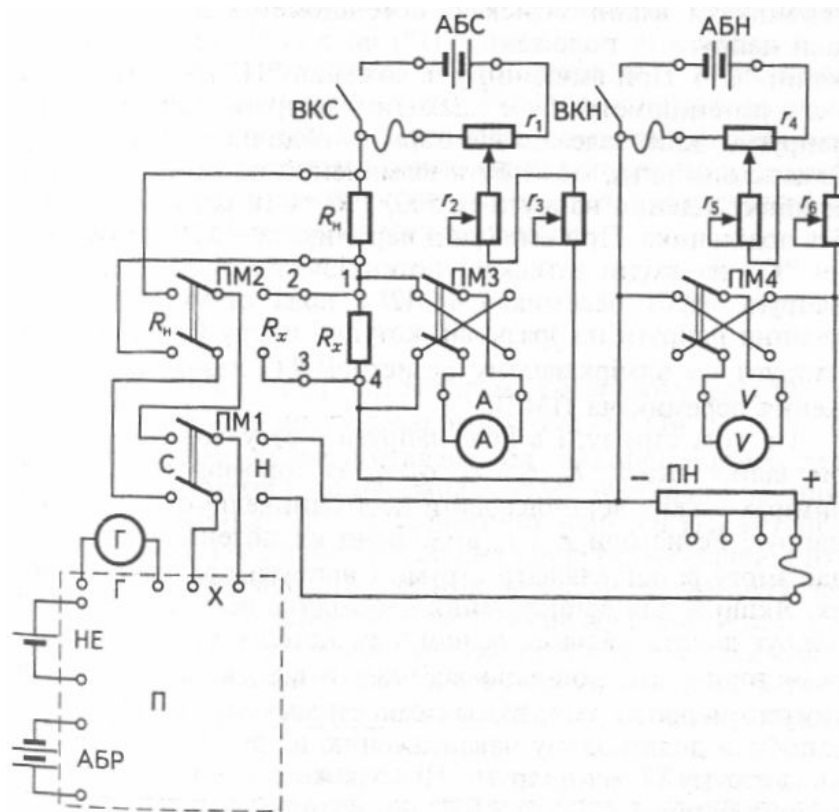 АБС
АБН
ВКС
r1
ВКН
r4
Rн
r2
r3
r5
r6
ПМ2
2
1
ПМ3
ПМ4
Rн
Rx
Rx
3
4
A
V
ПМ1
A
V
С
Н
−
ПН
+
Г
Г
X
НЕ
П
АБР